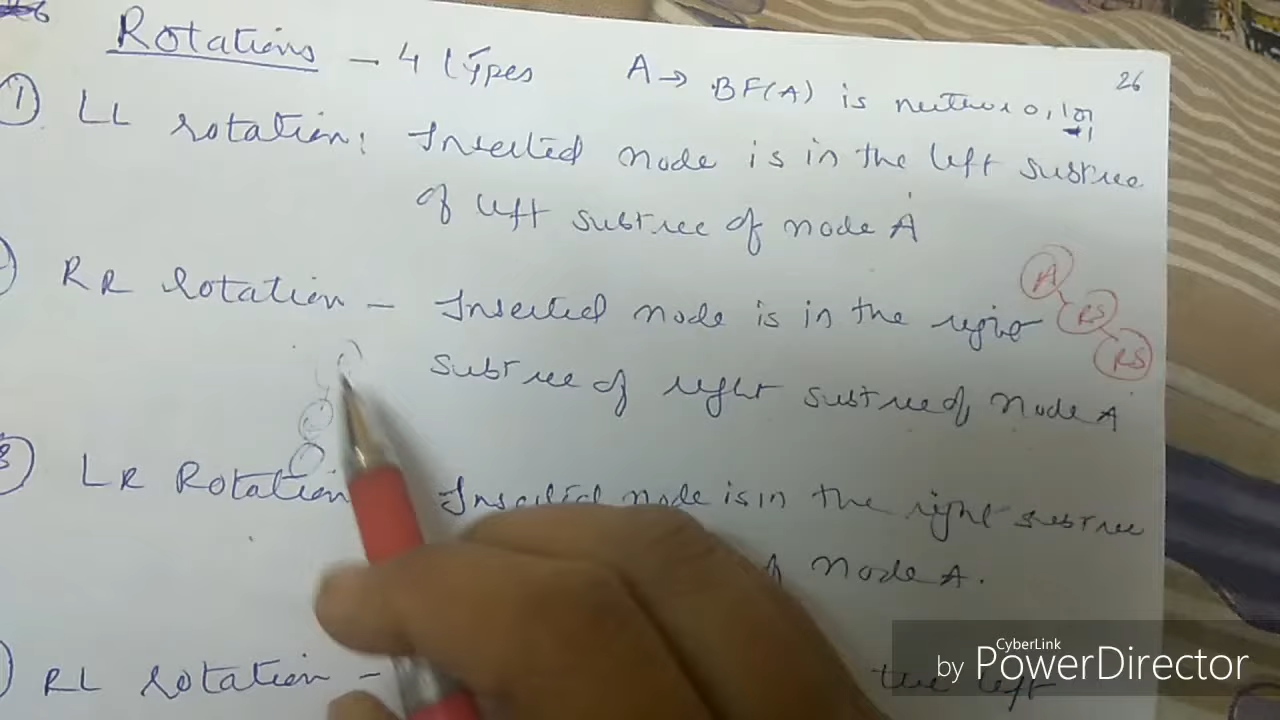 26
Rotations - 4 types A → BF(A) is neither 0, 1 or -1
① LL rotation: Inserted node is in the left subtree
of left subtree of node A
RR rotation - Inserted node is in the right
subtree of right subtree of node A
A
RS
RS
3 LR Rotation Inserted node is in the right subtree
of node A.
RL rotation - the left
CyberLink
by PowerDirector